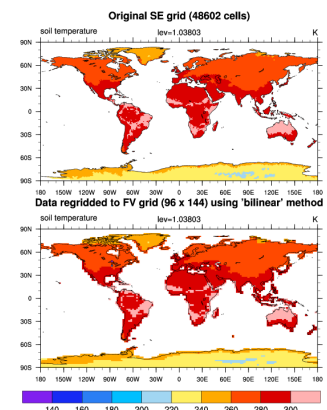 Original SE grid (48602 cells)
soil temperature lev=1.03803 K
90N
60N
30N
0
30S
60S
90S
180 150W 120W 90W 60W 30W 0 30E 60E 90E 120E 150E 180
Data regridded to FV grid (96 x 144) using 'bilinear' method
soil temperature lev=1.03803 K
90N
60N
30N
0
30S
60S
90S
180 150W 120W 90W 60W 30W 0 30E 60E 90E 120E 150E 180
140 160 180 200 220 240 260 280 300